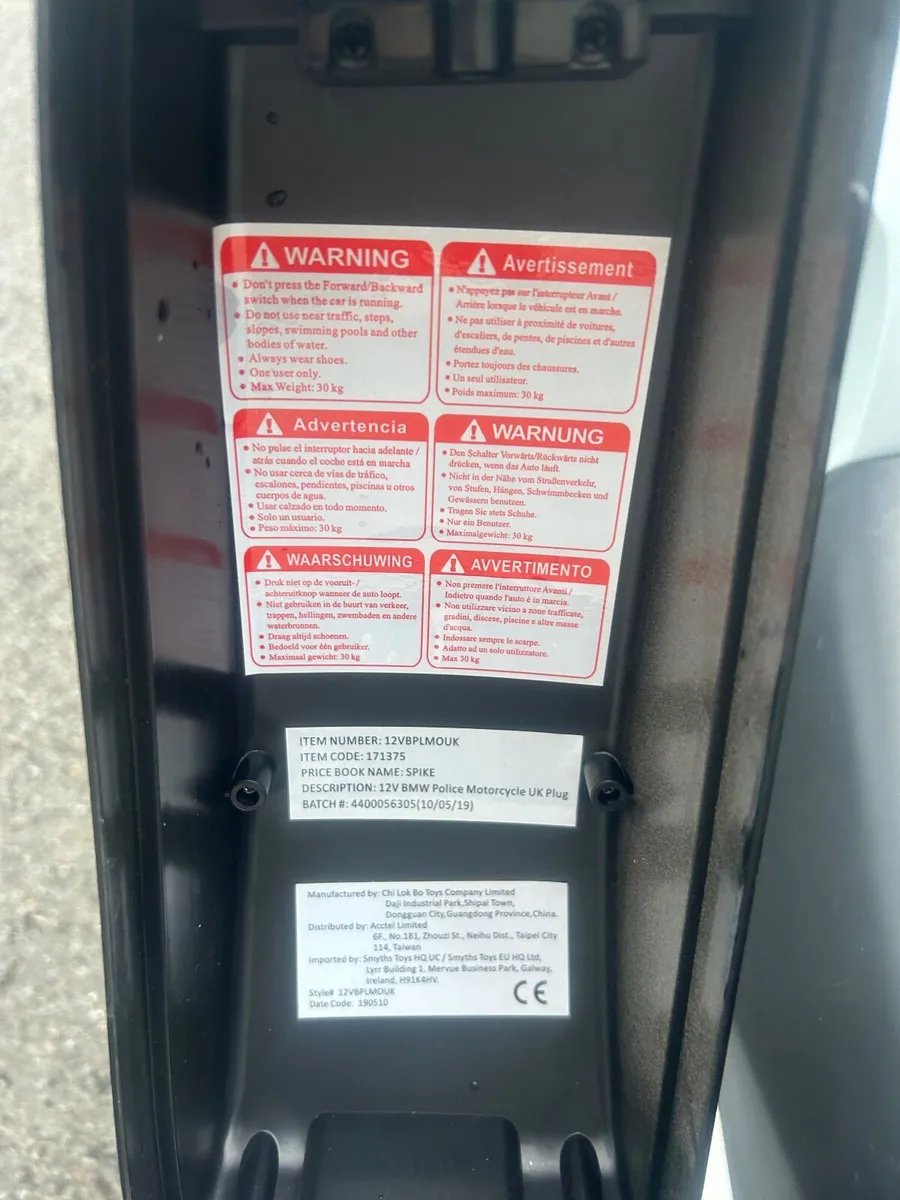 WARNING
• Don't press the Forward/Backward
switch when the car is running.
• Do not use near traffic, steps,
slopes, swimming pools and other
bodies of water.
• Always wear shoes.
• One user only.
• Max Weight: 30 kg
Avertissement
• N'appuyez pas sur l'interrupteur Avant /
Arrière lorsque le véhicule est en marche.
• Ne pas utiliser à proximité de voitures,
d'escaliers, de pentes, de piscines et d'autres
étendues d'eau.
• Portez toujours des chaussures.
• Un seul utilisateur.
• Poids maximum: 30 kg
Advertencia
• No pulse el interruptor hacia adelante /
atrás cuando el coche está en marcha
• No usar cerca de vías de tráfico,
escalones, pendientes, piscinas u otros
cuerpos de agua.
• Usar calzado en todo momento.
• Solo un usuario.
• Peso máximo: 30 kg
WARNUNG
• Den Schalter Vorwärts/Rückwärts nicht
drücken, wenn das Auto läuft.
• Nicht in der Nähe vom Straßenverkehr,
von Stufen, Hängen, Schwimmbecken und
Gewässern benutzen.
• Tragen Sie stets Schuhe.
• Nur ein Benutzer.
• Maximalgewicht: 30 kg
WAARSCHUWING
• Druk niet op de vooruit-/
achteruitknop wanneer de auto loopt.
• Niet gebruiken in de buurt van verkeer,
trappen, hellingen, zwembaden en andere
waterbronnen.
• Draag altijd schoenen.
• Bedoeld voor één gebruiker.
• Maximaal gewicht: 30 kg
AVVERTIMENTO
• Non premere l'interruttore Avanti /
Indietro quando l'auto é in marcia.
• Non utilizzare vicino a zone trafficate,
gradini, discese, piscine e altre masse
d'acqua.
• Indossare sempre le scarpe.
• Adatto ad un solo utilizzatore.
• Max 30 kg
ITEM NUMBER: 12VBPLMOUK
ITEM CODE: 171375
PRICE BOOK NAME: SPIKE
DESCRIPTION: 12V BMW Police Motorcycle UK Plug
BATCH #: 4400056305(10/05/19)
Manufactured by: Chi Lok Bo Toys Company Limited
Daji Industrial Park,Shipai Town,
Dongguan City,Guangdong Province,China.
Distributed by: Acctel Limited
6F., No.181, Zhouzi St., Neihu Dist., Taipei City
114, Taiwan
Imported by: Smyths Toys HQ UC / Smyths Toys EU HQ Ltd,
Lyrr Building 1, Mervue Business Park, Galway,
Ireland, H91K4HV.
Style# 12VBPLMOUK
Date Code: 190510
CE